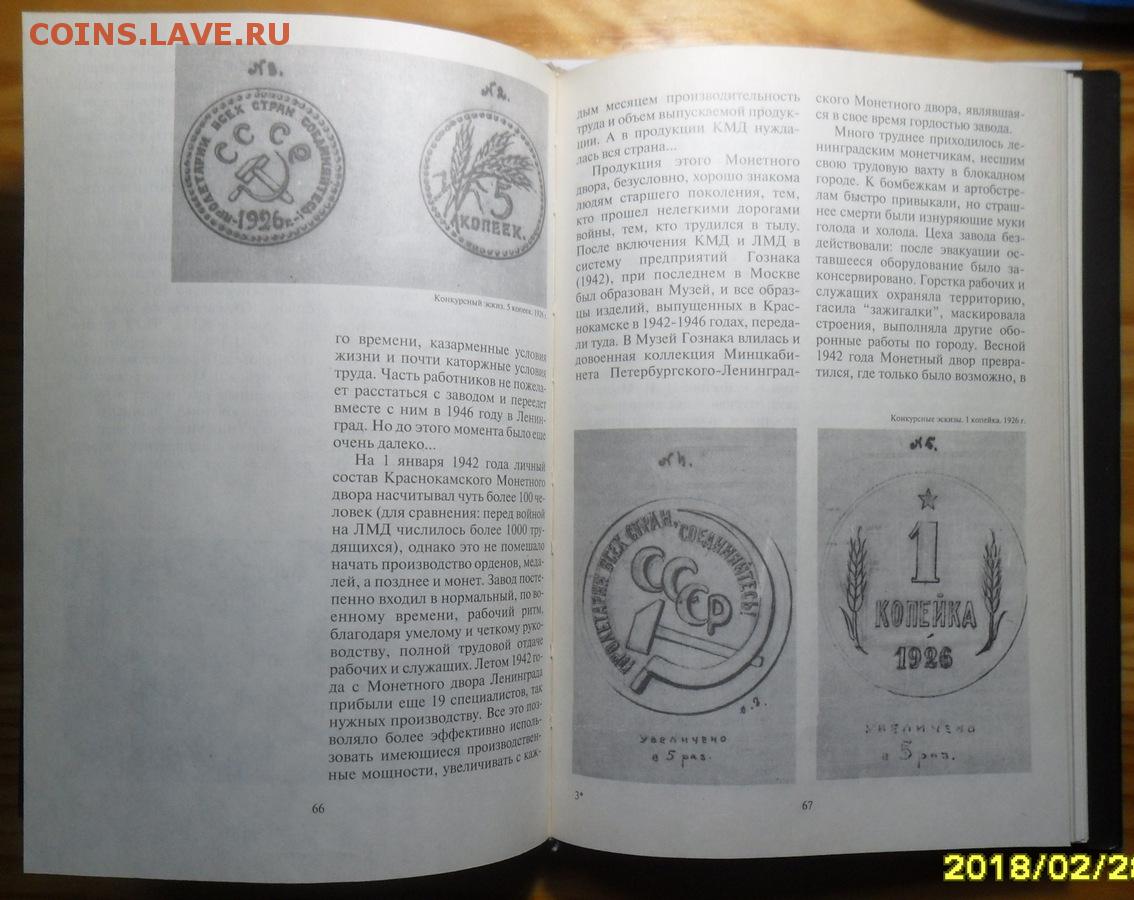 COINS.LAVE.RU
№3.
ПРОЛЕТАРИИ ВСЕХ СТРАН СОЕДИНЯЙТЕСЬ
СССР
1926г.
№2.
5
КОПЕЕК.
Конкурсный эскиз. 5 копеек. 1926 г.
го времени, казарменные условия
жизни и почти каторжные условия
труда. Часть работников не пожела-
ет расстаться с заводом и переедет
вместе с ним в 1946 году в Ленин-
град. Но до этого момента было еще
очень далеко...
На 1 января 1942 года личный
состав Краснокамского Монетного
двора насчитывал чуть более 100 че-
ловек (для сравнения: перед войной
на ЛМД числилось более 1000 тру-
дящихся), однако это не помешало
начать производство орденов, меда-
лей, а позднее и монет. Завод посте-
пенно входил в нормальный, по во-
енному времени, рабочий ритм,
благодаря умелому и четкому руко-
водству, полной трудовой отдаче
рабочих и служащих. Летом 1942 го-
да с Монетного двора Ленинграда
прибыли еще 19 специалистов, так
нужных производству. Все это поз-
воляло более эффективно исполь-
зовать имеющиеся производствен-
ные мощности, увеличивать с каж-
66
дым месяцем производительность
труда и объем выпускаемой продук-
ции. А в продукции КМД нужда-
лась вся страна...
Продукция этого Монетного
двора, безусловно, хорошо знакома
людям старшего поколения, тем,
кто прошел нелегкими дорогами
войны, тем, кто трудился в тылу.
После включения КМД и ЛМД в
систему предприятий Гознака
(1942), при последнем в Москве
был образован Музей, и все образ-
цы изделий, выпущенных в Крас-
нокамске в 1942-1946 годах, переда-
ли туда. В Музей Гознака влилась и
довоенная коллекция Минцкаби-
нета Петербургского-Ленинград-
ского Монетного двора, являвшая-
ся в свое время гордостью завода.
Много труднее приходилось ле-
нинградским монетчикам, несшим
свою трудовую вахту в блокадном
городе. К бомбежкам и артобстре-
лам быстро привыкали, но страш-
нее смерти были изнуряющие муки
голода и холода. Цеха завода без-
действовали: после эвакуации ос-
тавшееся оборудование было за-
консервировано. Горстка рабочих и
служащих охраняла территорию,
гасила "зажигалки", маскировала
строения, выполняла другие обо-
ронные работы по городу. Весной
1942 года Монетный двор превра-
тился, где только было возможно, в
Конкурсные эскизы. 1 копейка. 1926 г.
ПРОЛЕТАРИИ ВСЕХ СТРАН, СОЕДИНЯЙТЕСЬ!
СССР
1
УВЕЛИЧЕНО
в 5 раз.
№5.
1
КОПЕЙКА
1926
УВЕЛИЧЕНО
в 5 раз.
3*
67
2018/02/28